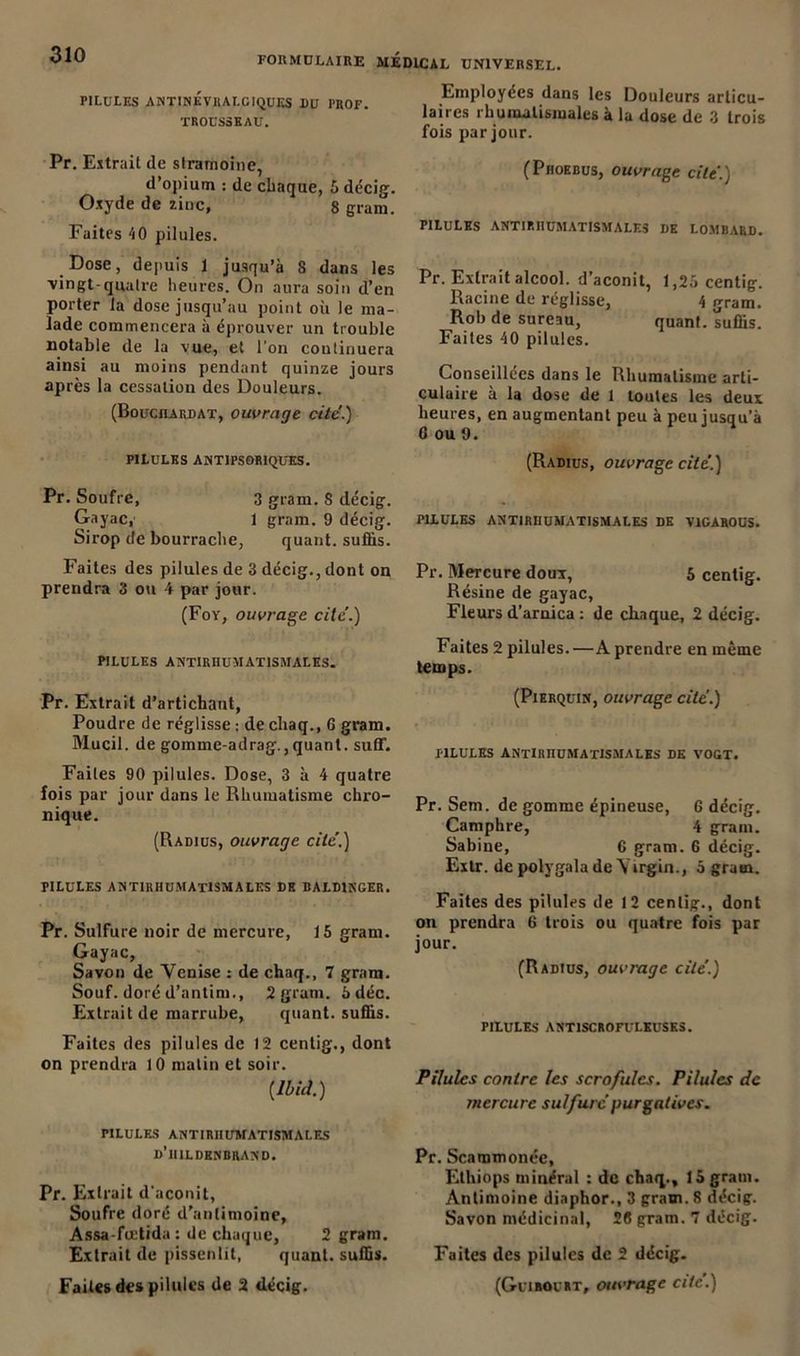 310
FORMULAIRE MÉDICAL UNIVERSEL.
PILULES ANTINÉVRALGIQUES DU PROF.
TROUSSEAU.
Pr. Extrait de stramoine,
d'opium : de chaque, 5 décig.
Oxyde de zinc, 8 gram.
Faites 40 pilules.
Dose, depuis 1 jusqu'à 8 dans les
vingt-quatre heures. On aura soin d'en
porter la dose jusqu'au point où le ma-
lade commencera à éprouver un trouble
notable de la vue, et l'on continuera
ainsi au moins pendant quinze jours
après la cessation des Douleurs.
(BOUCHARDAT, ouvrage cité.)
PILULES ANTIPSORIQUES.
Pr. Soufre, 3 gram. 8 décig.
Gayac, 1 gram. 9 décig.
Sirop de bourrache, quant. suffis.
Faites des pilules de 3 décig., dont on
prendra 3 ou 4 par jour.
(FOY, ouvrage cité.)
PILULES ANTIRHUMATISMALES.
Pr. Extrait d'artichaut,
Poudre de réglisse : de chaq., 6 gram.
Mucil. de gomme-adrag., quant. suff.
Faites 90 pilules. Dose, 3 à 4 quatre
fois par jour dans le Rhumatisme chro-
nique.
(RADIUS, ouvrage cité.)
PILULES ANTIRHUMATISMALES DE BALDINGER.
Pr. Sulfure noir de mercure, 15 gram.
Gayac,
Savon de Venise : de chaq., 7 gram.
Souf. doré d'antim., 2 gram. 5 déc.
Extrait de marrube, quant. suffis.
Faites des pilules de 12 centig., dont
on prendra 10 matin et soir.
(Ibid.)
PILULES ANTIRHUMATISMALES
D'HILDENBRAND.
Pr. Extrait d'aconit,
Soufre doré d'antimoine,
Assa-fœtida : de chaque, 2 gram.
Extrait de pissenlit, quant. suffis.
Faites des pilules de 2 décig.
Employées dans les Douleurs articu-
laires rhumatismales à la dose de 3 trois
fois par jour.
(PHOEBUS, ouvrage cité.)
PILULES ANTIRHUMATISMALES DE LOMBARD.
Pr. Extrait alcool. d'aconit, 1,25 centig.
Racine de réglisse, 4 gram.
Rob de sureau, quant. suffis.
Faites 40 pilules.
Conseillées dans le Rhumatisme arti-
culaire à la dose de 1 toutes les deux
heures, en augmentant peu à peu jusqu'à
6 ou 9.
(RADIUS, ouvrage cité.)
PILULES ANTIRHUMATISMALES DE VIGAROUS.
Pr. Mercure doux, 5 centig.
Résine de gayac,
Fleurs d'arnica : de chaque, 2 décig.
Faites 2 pilules.—A prendre en même
temps.
(PIERQUIN, ouvrage cité.)
PILULES ANTIRHUMATISMALES DE VOGT.
Pr. Sem. de gomme épineuse, 6 décig.
Camphre, 4 gram.
Sabine, 6 gram. 6 décig.
Extr. de polygala de Virgin., 5 gram.
Faites des pilules de 12 centig., dont
on prendra 6 trois ou quatre fois par
jour.
(RADIUS, ouvrage cité.)
PILULES ANTISCROFULEUSES.
Pilules contre les scrofules. Pilules de
mercure sulfuré purgatives.
Pr. Scammonée,
Ethiops minéral : de chaq., 15 gram.
Antimoine diaphor., 3 gram. 8 décig.
Savon médicinal, 26 gram. 7 décig.
Faites des pilules de 2 décig.
(GUIBOURT, ouvrage cité.)